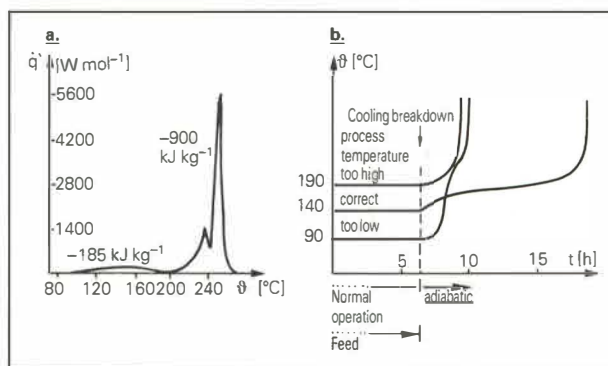 a.
q̇ [W mol⁻¹]
5600
4200
2800
1400
-900
kJ kg⁻¹
-185 kJ kg⁻¹
80 120 160 200 240 ϑ [°C]
b.
ϑ [°C]
Cooling breakdown
process
temperature
too high
190
correct
140
too low
90
5 10 15 t [h]
Normal
operation
adiabatic
Feed